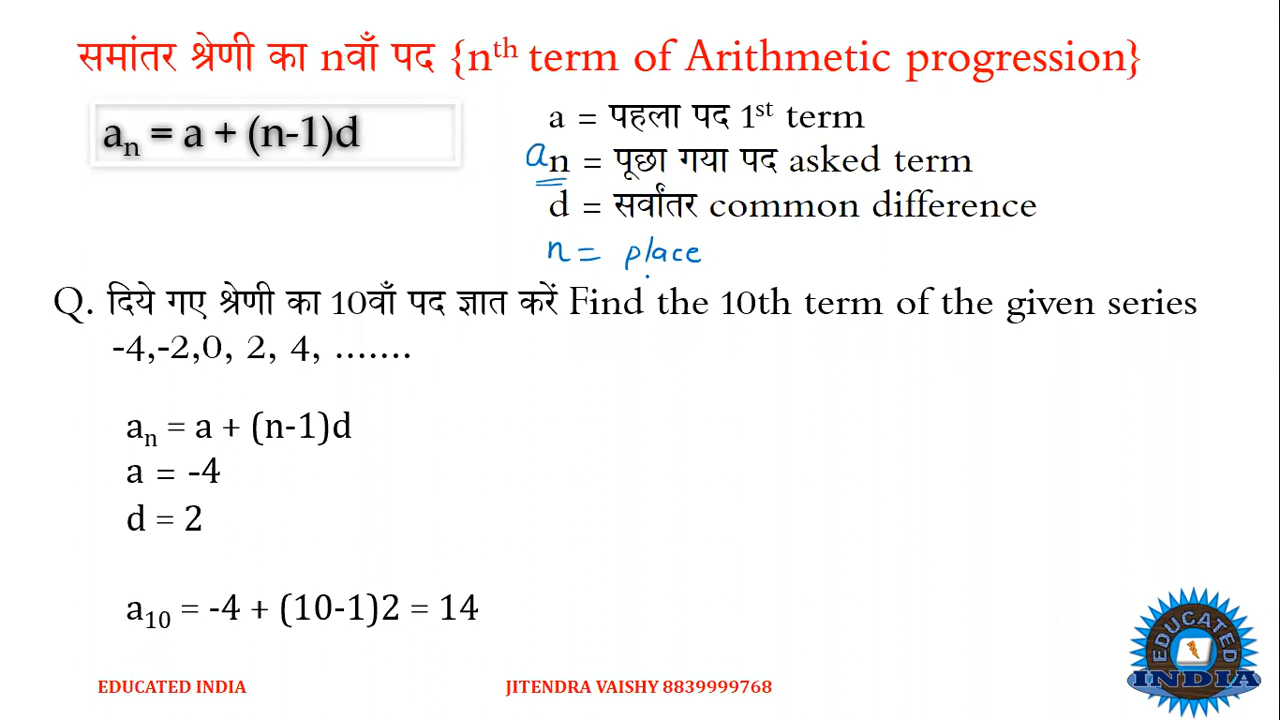 समांतर श्रेणी का nवाँ पद {nth term of Arithmetic progression}
an = a + (n-1)d
a = पहला पद 1st term
an = पूछा गया पद asked term
d = सर्वांतर common difference
n = place
Q. दिये गए श्रेणी का 10वाँ पद ज्ञात करें Find the 10th term of the given series
-4,-2,0, 2, 4, .......
an = a + (n-1)d
a = -4
d = 2
a10 = -4 + (10-1)2 = 14
EDUCATED INDIA
JITENDRA VAISHY 8839999768
EDUCATED
INDIA